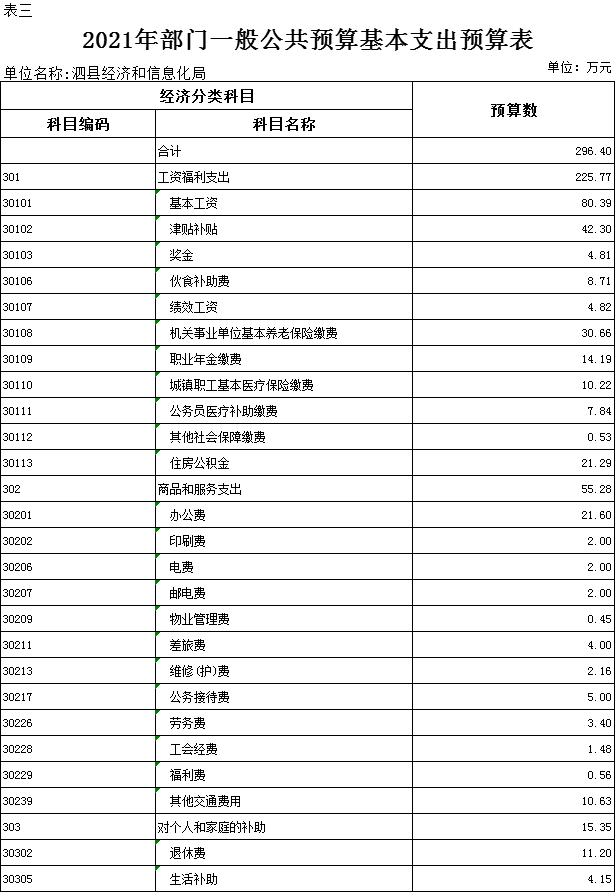 表三
2021年部门一般公共预算基本支出预算表
单位名称:泗县经济和信息化局 单位: 万元
经济分类科目 预算数
科目编码 科目名称
合计 296.40
301 工资福利支出 225.77
30101 基本工资 80.39
30102 津贴补贴 42.30
30103 奖金 4.81
30106 伙食补助费 8.71
30107 绩效工资 4.82
30108 机关事业单位基本养老保险缴费 30.66
30109 职业年金缴费 14.19
30110 城镇职工基本医疗保险缴费 10.22
30111 公务员医疗补助缴费 7.84
30112 其他社会保障缴费 0.53
30113 住房公积金 21.29
302 商品和服务支出 55.28
30201 办公费 21.60
30202 印刷费 2.00
30206 电费 2.00
30207 邮电费 2.00
30209 物业管理费 0.45
30211 差旅费 4.00
30213 维修(护)费 2.16
30217 公务接待费 5.00
30226 劳务费 3.40
30228 工会经费 1.48
30229 福利费 0.56
30239 其他交通费用 10.63
303 对个人和家庭的补助 15.35
30302 退休费 11.20
30305 生活补助 4.15